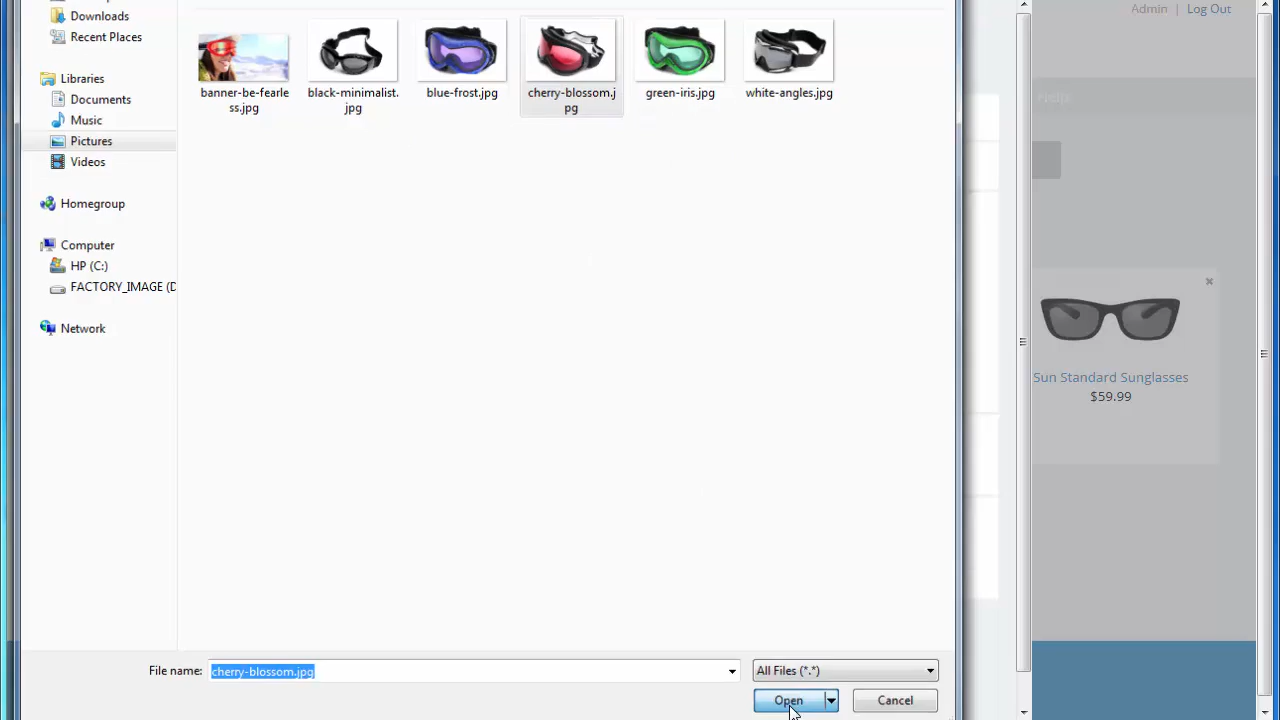 Admin | Log Out
Downloads
Recent Places
Libraries
Documents
Music
Pictures
Videos
Homegroup
Computer
HP (C:)
FACTORY_IMAGE (D
Network
banner-be-fearle
ss.jpg
black-minimalist.
jpg
blue-frost.jpg
cherry-blossom.j
pg
green-iris.jpg
white-angles.jpg
Sun Standard Sunglasses
$59.99
File name: cherry-blossom.jpg
All Files (*.*)
Open
Cancel